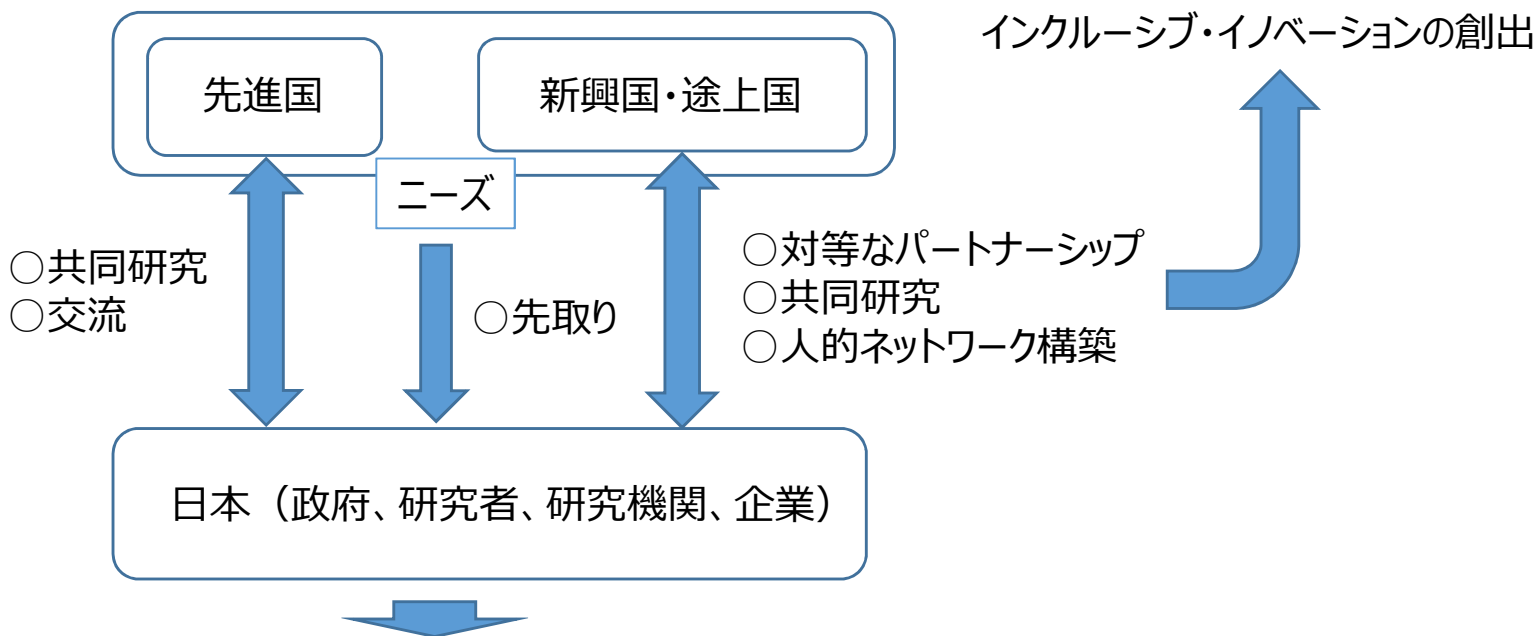 インクルーシブ・イノベーションの創出
先進国
新興国・途上国
ニーズ
○共同研究
○交流
○先取り
○対等なパートナーシップ
○共同研究
○人的ネットワーク構築
日本（政府、研究者、研究機関、企業）